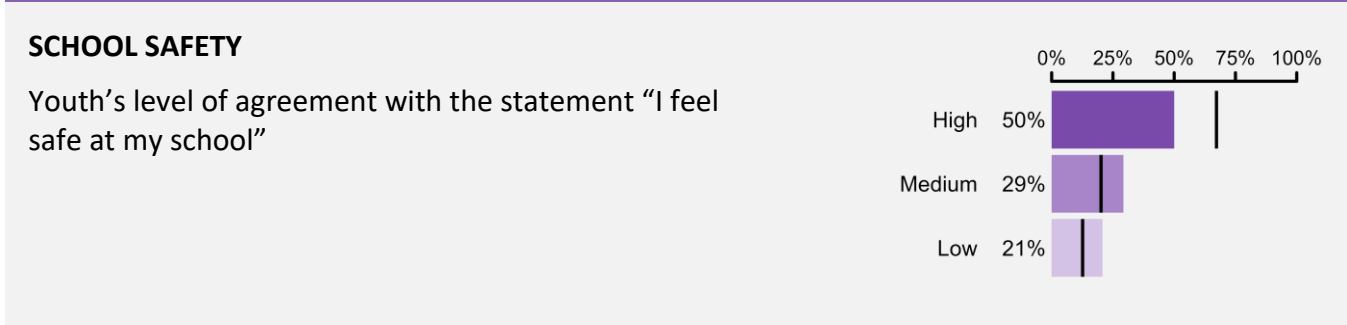 SCHOOL SAFETY
Youth’s level of agreement with the statement “I feel
safe at my school”
0% 25% 50% 75% 100%
High 50%
Medium 29%
Low 21%